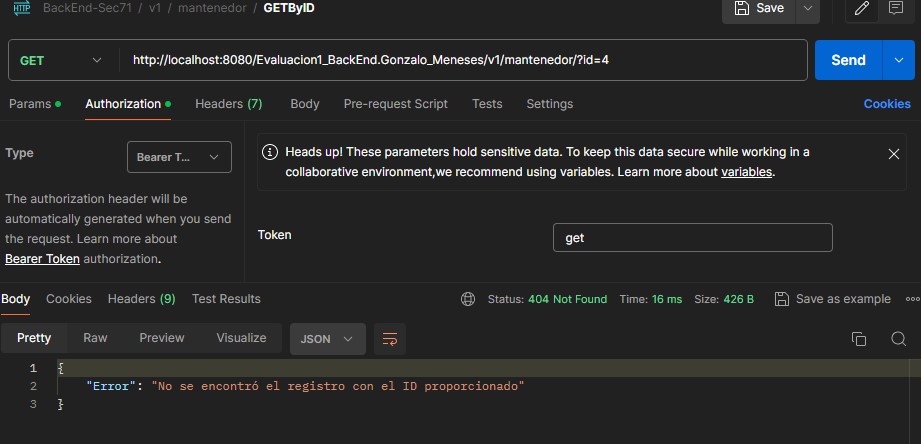 HTTP BackEnd-Sec71 / v1 / mantenedor / GETByID Save
GET http://localhost:8080/Evaluacion1_BackEnd.Gonzalo_Meneses/v1/mantenedor/?id=4 Send
Params Authorization Headers (7) Body Pre-request Script Tests Settings Cookies
Type Bearer T...
Heads up! These parameters hold sensitive data. To keep this data secure while working in a
collaborative environment,we recommend using variables. Learn more about variables.
The authorization header will be
automatically generated when you send
the request. Learn more about
Bearer Token authorization.
Token get
Body Cookies Headers (9) Test Results Status: 404 Not Found Time: 16 ms Size: 426 B Save as example
Pretty Raw Preview Visualize JSON
1 {
2 "Error": "No se encontró el registro con el ID proporcionado"
3 }